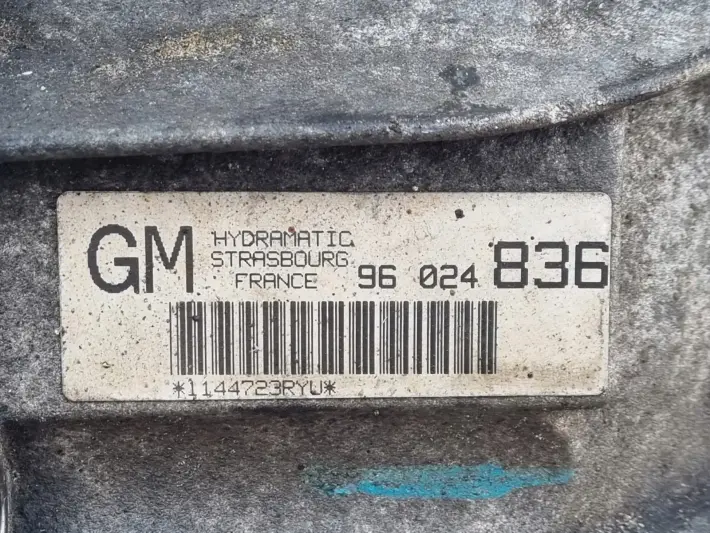 GM HYDRAMATIC
STRASBOURG
FRANCE 96 024 836
*1144723RYU*